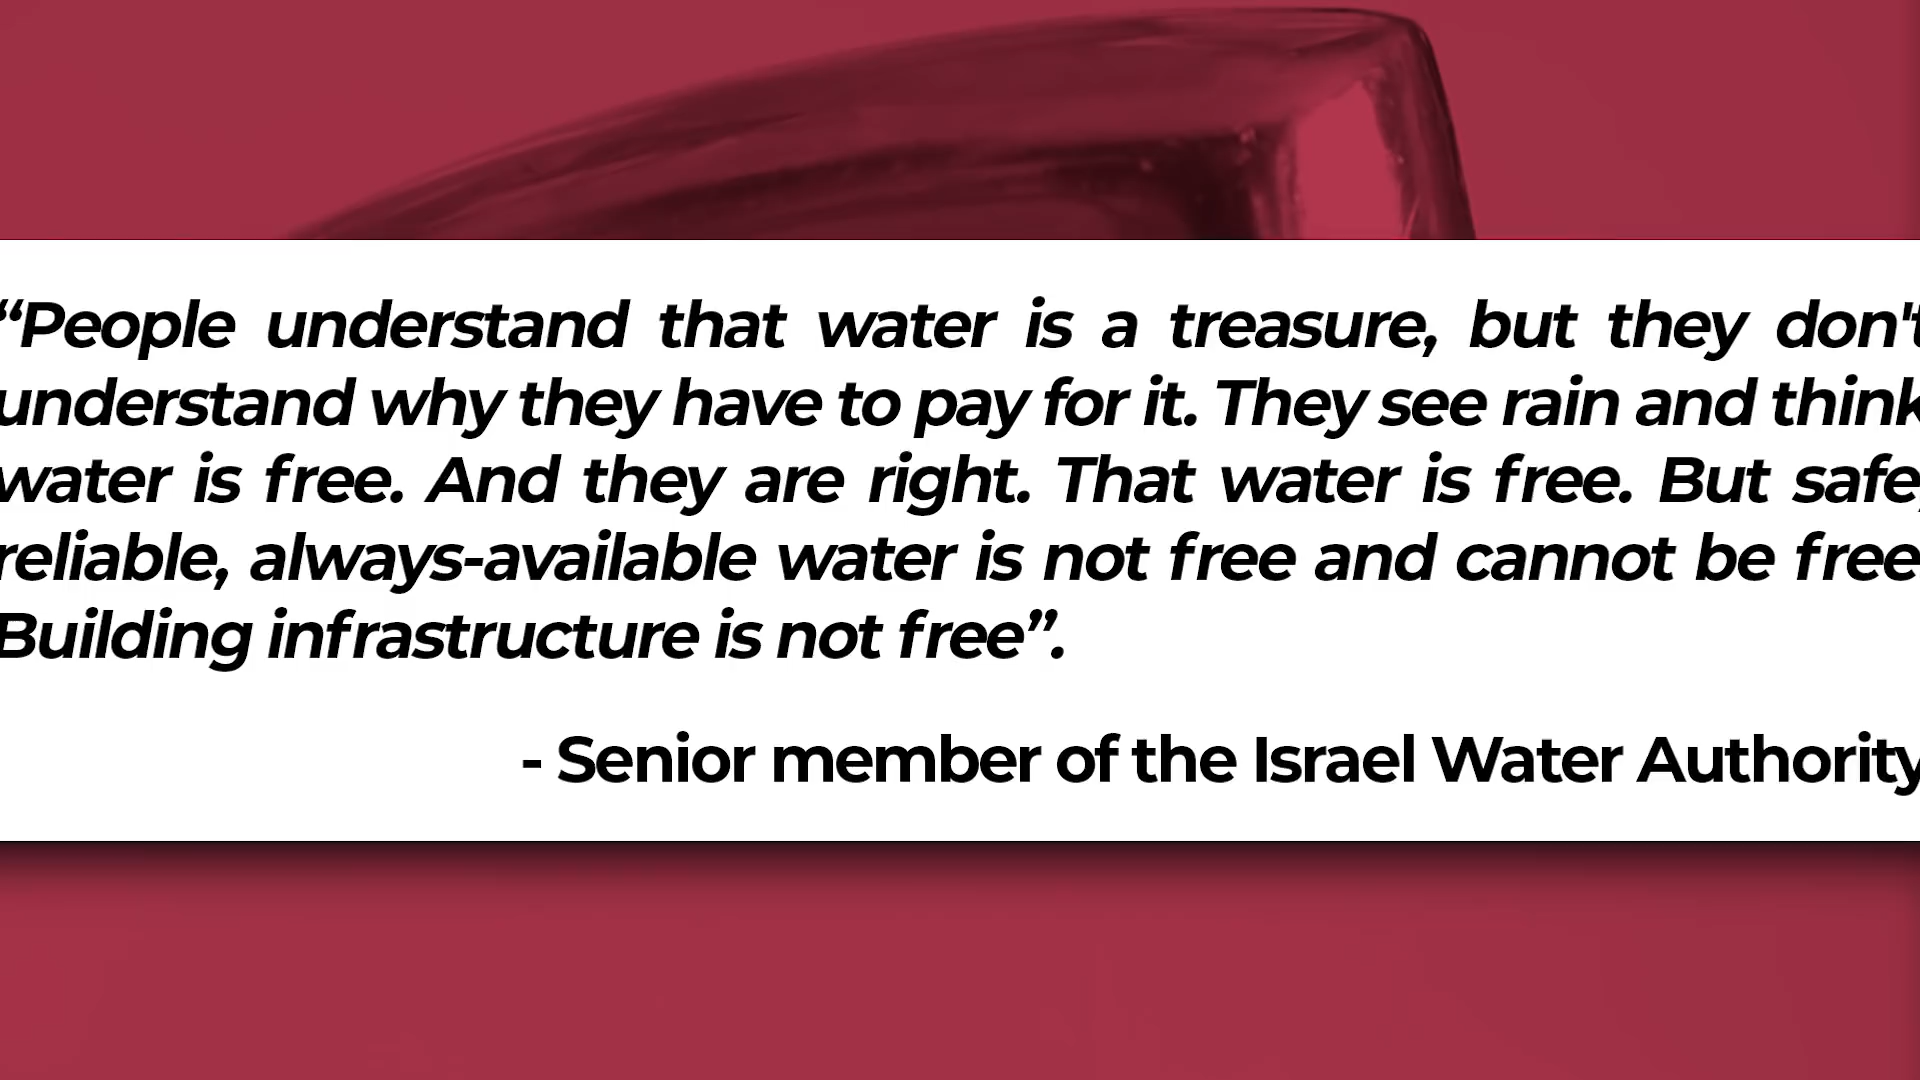 “People understand that water is a treasure, but they don't
understand why they have to pay for it. They see rain and think
water is free. And they are right. That water is free. But safe,
reliable, always-available water is not free and cannot be free
Building infrastructure is not free”.
- Senior member of the Israel Water Authority